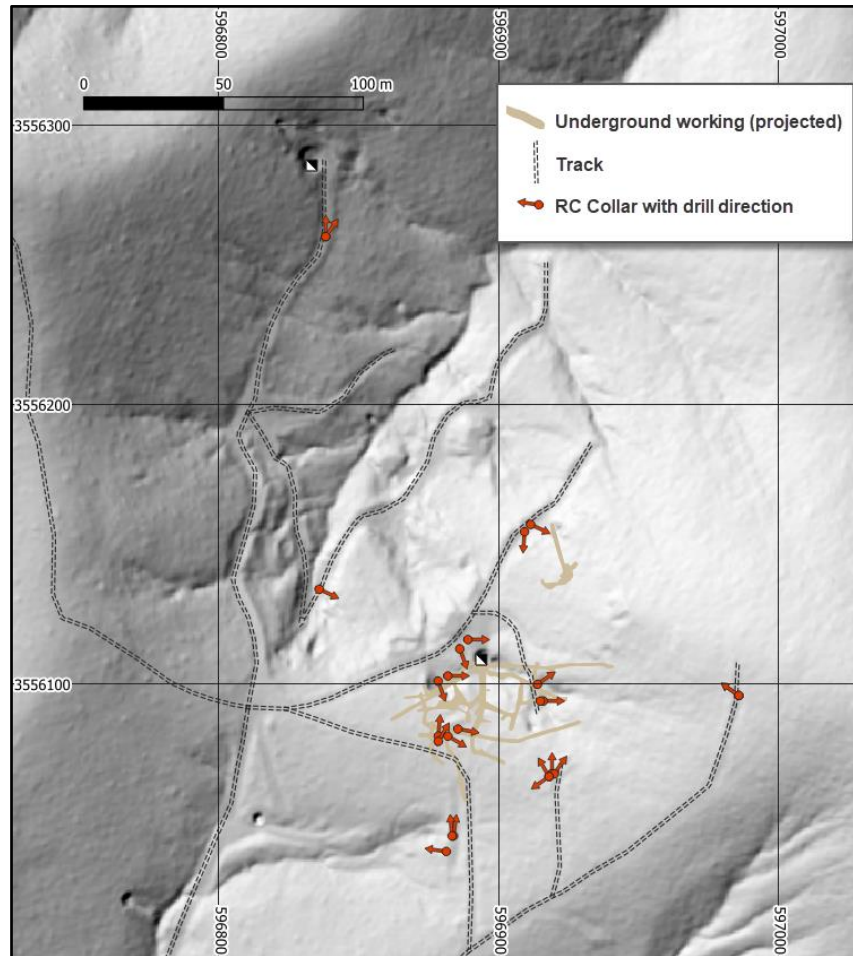 596800
596900
597000
0
50
100 m
3556300
Underground working (projected)
Track
RC Collar with drill direction
3556200
3556100
596800
596900
597000